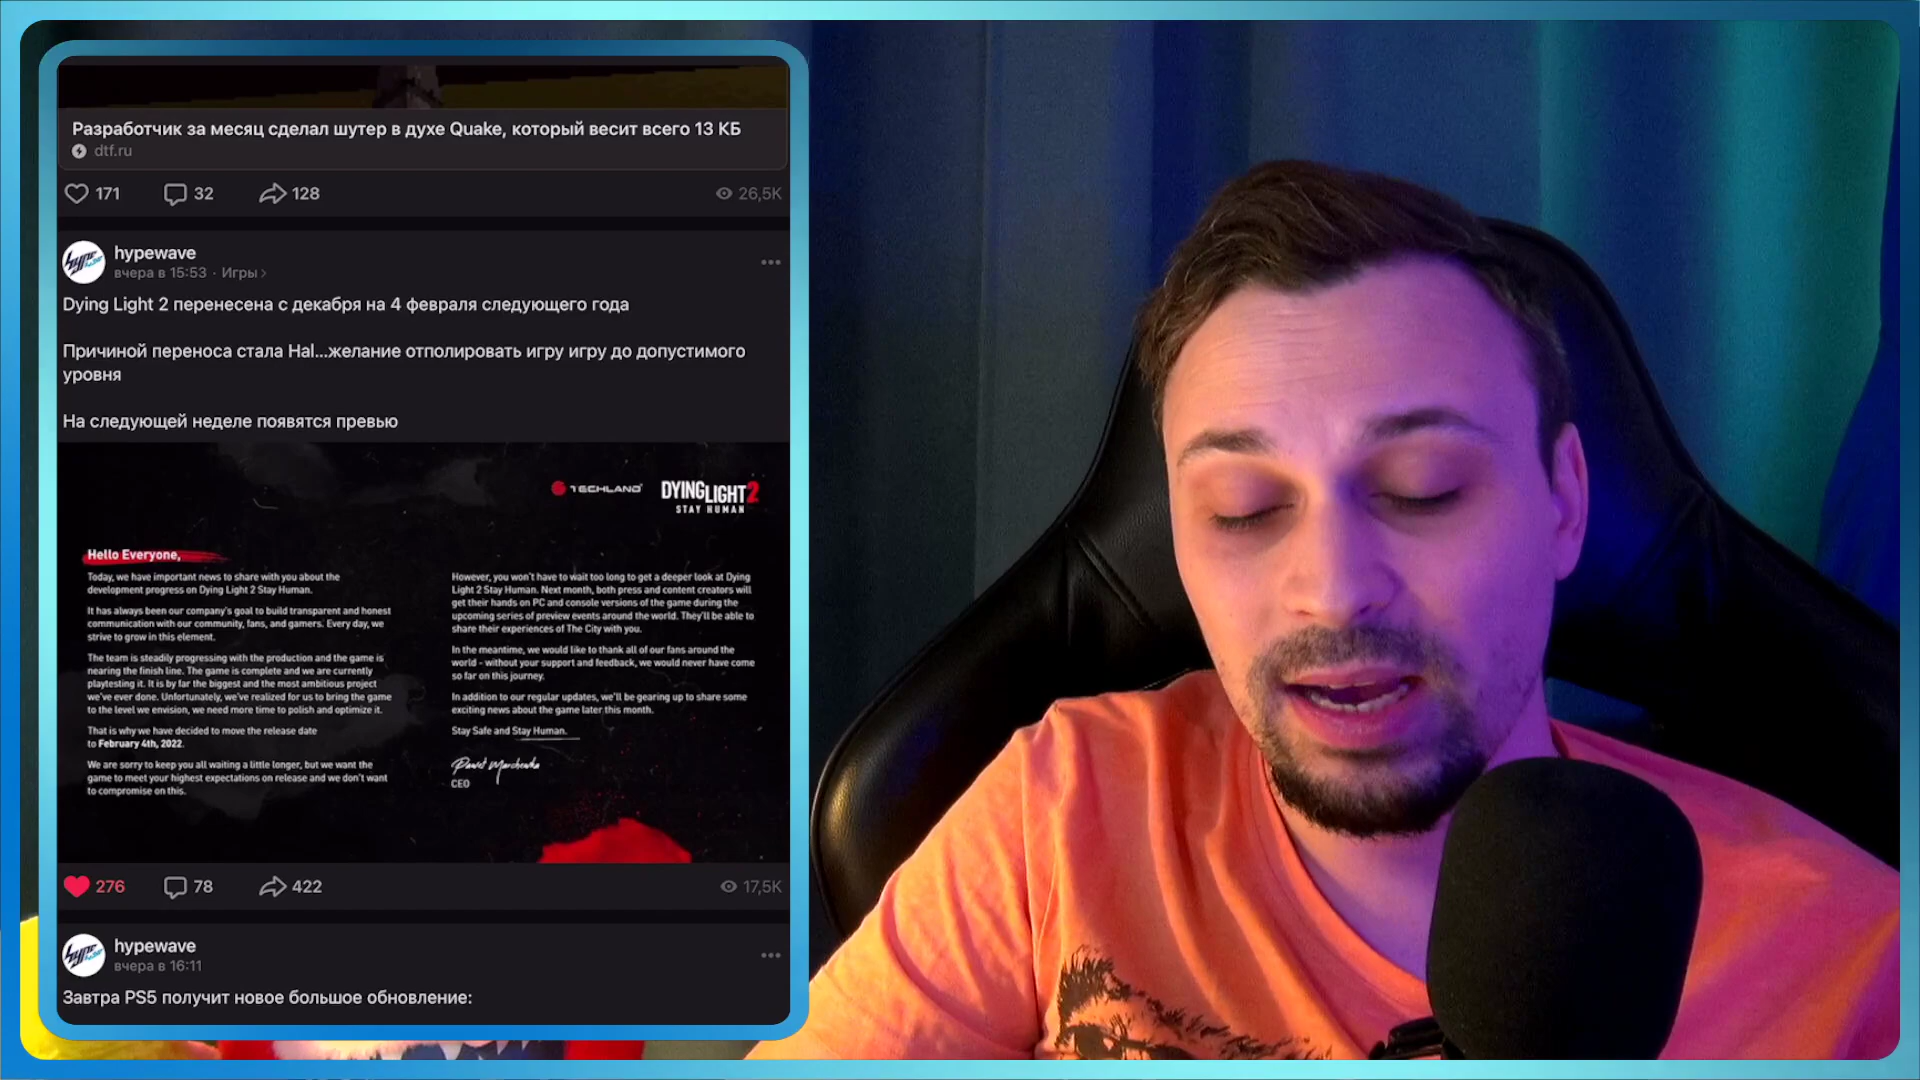 Разработчик за месяц сделал шутер в духе Quake, который весит всего 13 КБ
dtf.ru
171 32 128 26,5K
hypewave
вчера в 15:53 · Игры
Dying Light 2 перенесена с декабря на 4 февраля следующего года
Причиной переноса стала Hal...желание отполировать игру игру до допустимого
уровня
На следующей неделе появятся превью
TECHLAND DYING LIGHT 2
STAY HUMAN
Hello Everyone,
Today, we have important news to share with you about the
development progress on Dying Light 2 Stay Human.
It has always been our company's goal to build transparent and honest
communication with our community, fans, and gamers. Every day, we
strive to grow in this element.
The team is steadily progressing with the production and the game is
nearing the finish line. The game is complete and we are currently
playtesting it. It is by far the biggest and the most ambitious project
we've ever done. Unfortunately, we've realized for us to bring the game
to the level we envision, we need more time to polish and optimize it.
That is why we have decided to move the release date
to February 4th, 2022.
We are sorry to keep you all waiting a little longer, but we want the
game to meet your highest expectations on release and we don't want
to compromise on this.
However, you won't have to wait too long to get a deeper look at Dying
Light 2 Stay Human. Next month, both press and content creators will
get their hands on PC and console versions of the game during the
upcoming series of preview events around the world. They'll be able to
share their experiences of The City with you.
In the meantime, we would like to thank all of our fans around the
world - without your support and feedback, we would never have come
so far on this journey.
In addition to our regular updates, we'll be gearing up to share some
exciting news about the game later this month.
Stay Safe and Stay Human.
Paweł Marchewka
CEO
276 78 422 17,5K
hypewave
вчера в 16:11
Завтра PS5 получит новое большое обновление: